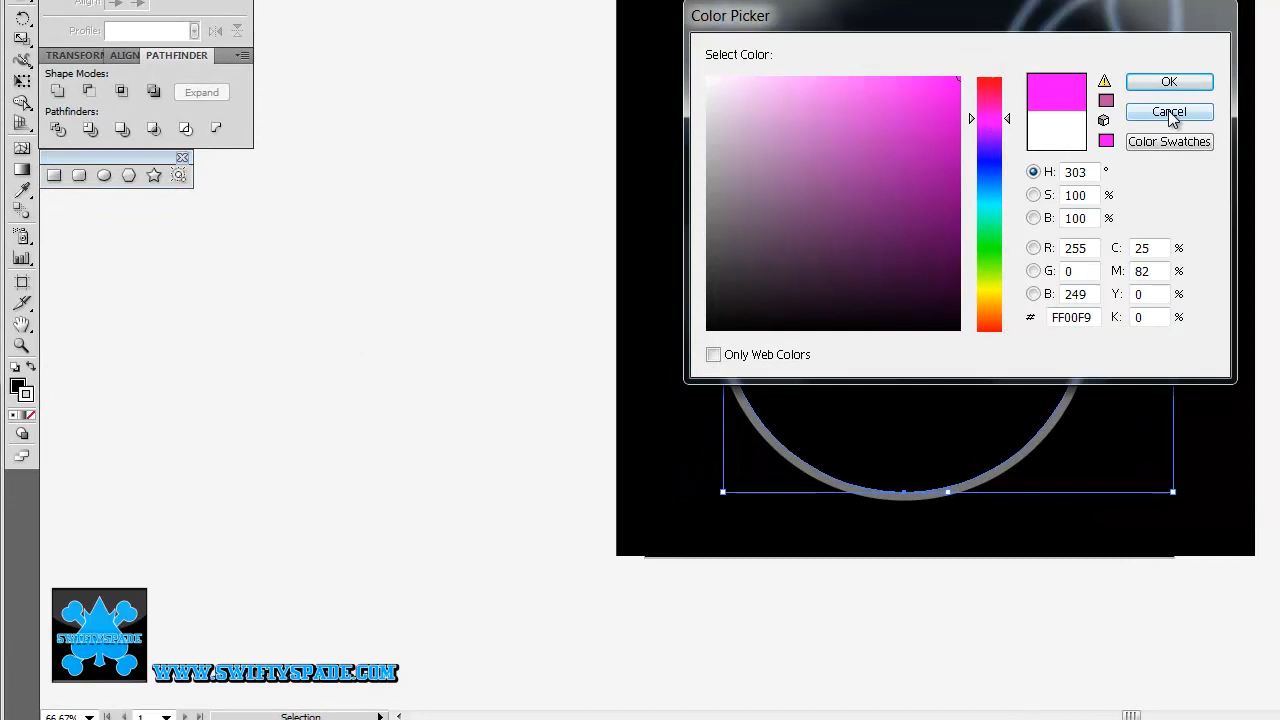 Color Picker
Profile:
TRANSFORM ALIGN PATHFINDER
Select Color:
Shape Modes:
OK
Expand
Cancel
Pathfinders:
Color Swatches
H: 303 °
S: 100 %
B: 100 %
R: 255 C: 25 %
G: 0 M: 82 %
B: 249 Y: 0 %
# FF00F9 K: 0 %
Only Web Colors
SWIFTYSPADE
WWW.SWIFTYSPADE.COM
66.67% 1 Selection